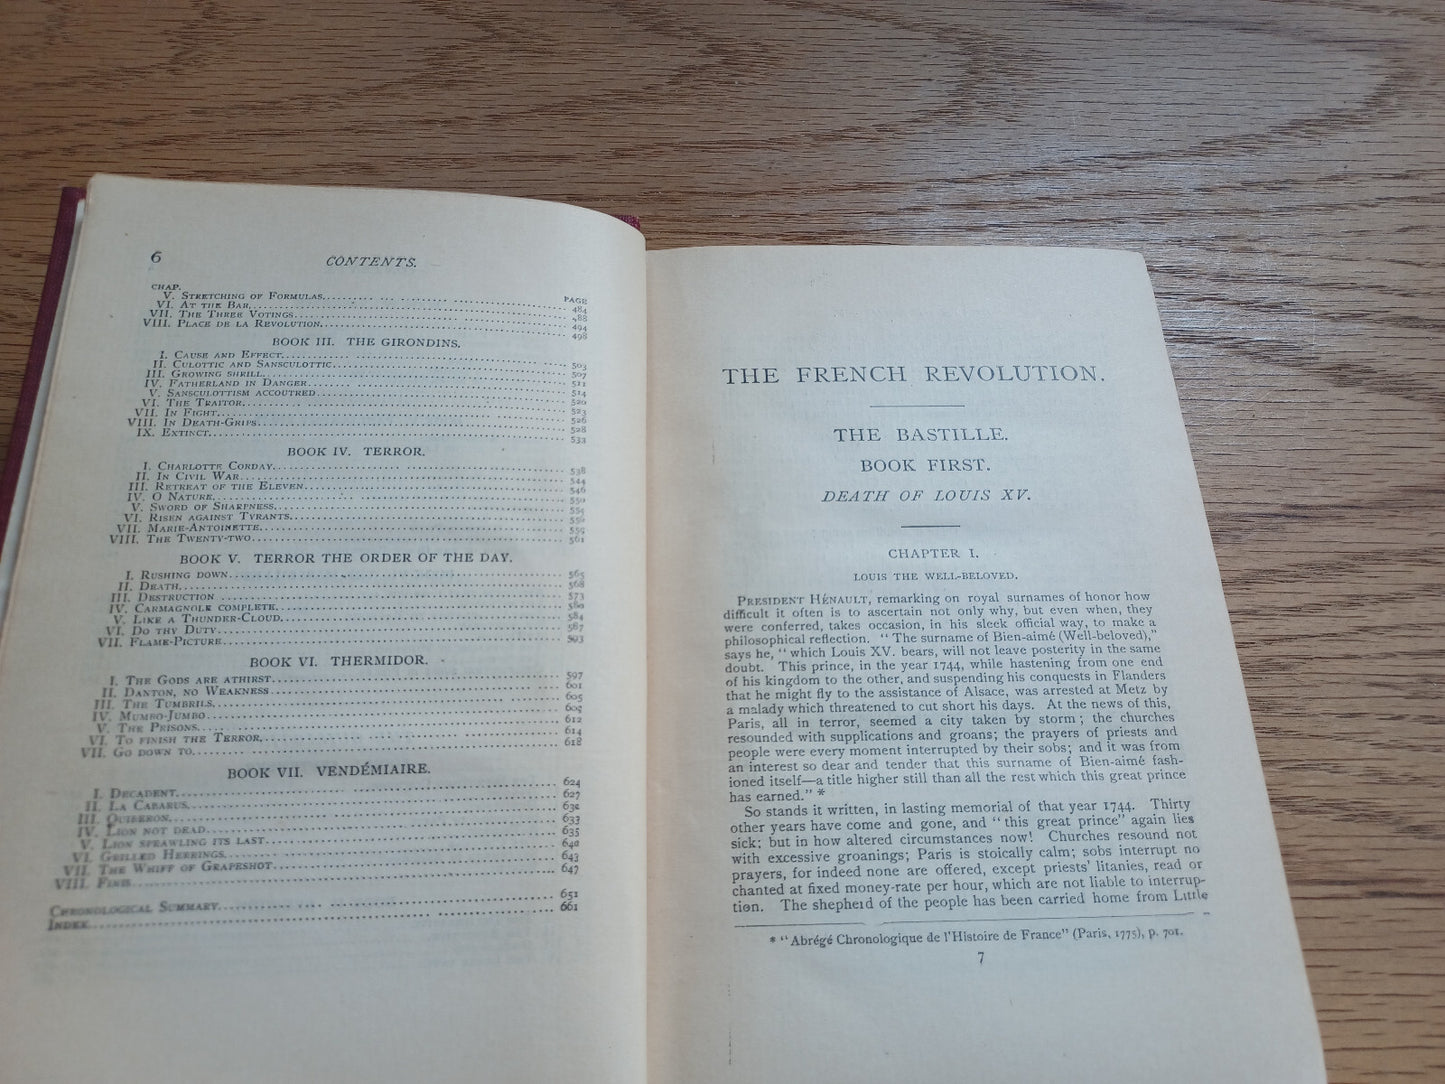 6 CONTENTS.
CHAP. PAGE
V. Stretching of Formulas 484
VI. At the Bar 488
VII. The Three Votings 494
VIII. Place de la Revolution 498
BOOK III. THE GIRONDINS.
I. Cause and Effect 503
II. Culottic and Sansculottic 507
III. Growing shrill 511
IV. Fatherland in Danger 514
V. Sansculottism accoutred 520
VI. The Traitor 523
VII. In Fight 526
VIII. In Death-Grips 528
IX. Extinct 533
BOOK IV. TERROR.
I. Charlotte Corday 538
II. In Civil War 544
III. Retreat of the Eleven 546
IV. O Nature 550
V. Sword of Sharpness 554
VI. Risen against Tyrants 556
VII. Marie-Antoinette 559
VIII. The Twenty-two 561
BOOK V. TERROR THE ORDER OF THE DAY.
I. Rushing down 565
II. Death 568
III. Destruction 573
IV. Carmagnole complete 580
V. Like a Thunder-Cloud 584
VI. Do thy Duty 587
VII. Flame-Picture 593
BOOK VI. THERMIDOR.
I. The Gods are athirst 597
II. Danton, no Weakness 601
III. The Tumbrils 605
IV. Mumbo-Jumbo 609
V. The Prisons 612
VI. To finish the Terror 614
VII. Go down to 618
BOOK VII. VENDÉMIAIRE.
I. Decadent 624
II. La Cabarus 627
III. Quiberon 630
IV. Lion not dead 633
V. Lion sprawling its last 635
VI. Grilled Herrings 640
VII. The Whiff of Grapeshot 643
VIII. Finis 647
Chronological Summary 651
Index 661
THE FRENCH REVOLUTION.
THE BASTILLE.
BOOK FIRST.
DEATH OF LOUIS XV.
CHAPTER I.
LOUIS THE WELL-BELOVED.
President Hénault, remarking on royal surnames of honor how
difficult it often is to ascertain not only why, but even when, they
were conferred, takes occasion, in his sleek official way, to make a
philosophical reflection. "The surname of Bien-aimé (Well-beloved),"
says he, "which Louis XV. bears, will not leave posterity in the same
doubt. This prince, in the year 1744, while hastening from one end
of his kingdom to the other, and suspending his conquests in Flanders
that he might fly to the assistance of Alsace, was arrested at Metz by
a malady which threatened to cut short his days. At the news of this,
Paris, all in terror, seemed a city taken by storm; the churches
resounded with supplications and groans; the prayers of priests and
people were every moment interrupted by their sobs; and it was from
an interest so dear and tender that this surname of Bien-aimé fash-
ioned itself—a title higher still than all the rest which this great prince
has earned." *
So stands it written, in lasting memorial of that year 1744. Thirty
other years have come and gone, and "this great prince" again lies
sick; but in how altered circumstances now! Churches resound not
with excessive groanings; Paris is stoically calm; sobs interrupt no
prayers, for indeed none are offered, except priests' litanies, read or
chanted at fixed money-rate per hour, which are not liable to interrup-
tion. The shepherd of the people has been carried home from Little
* "Abrégé Chronologique de l'Histoire de France" (Paris, 1775), p. 701.
7